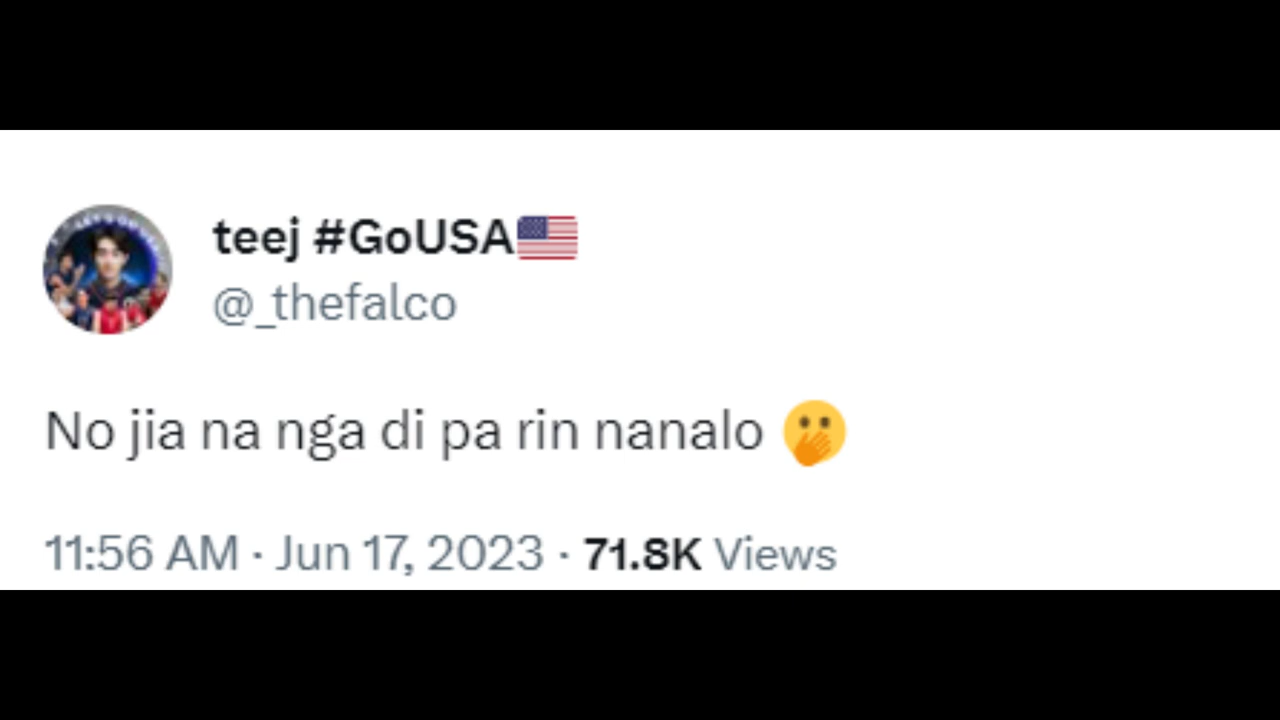 teej #GoUSA🇺🇸
@_thefalco
No jia na nga di pa rin nanalo 🫢
11:56 AM · Jun 17, 2023 · 71.8K Views